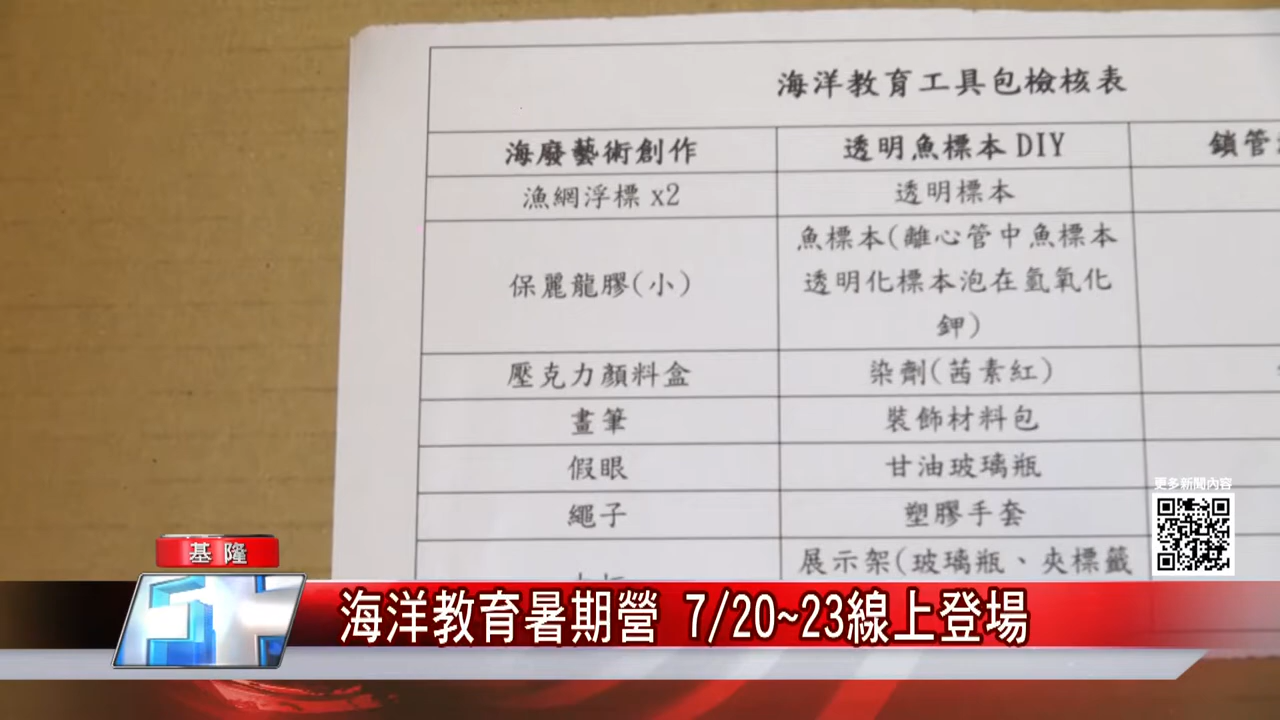 海洋教育工具包檢核表
海廢藝術創作 透明魚標本 DIY 鎖管
漁網浮標 x2 透明標本
保麗龍膠(小) 魚標本(離心管中魚標本
透明化標本泡在氫氧化
鉀)
壓克力顏料盒 染劑(茜素紅)
畫筆 裝飾材料包
假眼 甘油玻璃瓶
繩子 塑膠手套
展示架(玻璃瓶、夾標籤
更多新聞內容
基隆
海洋教育暑期營 7/20~23線上登場